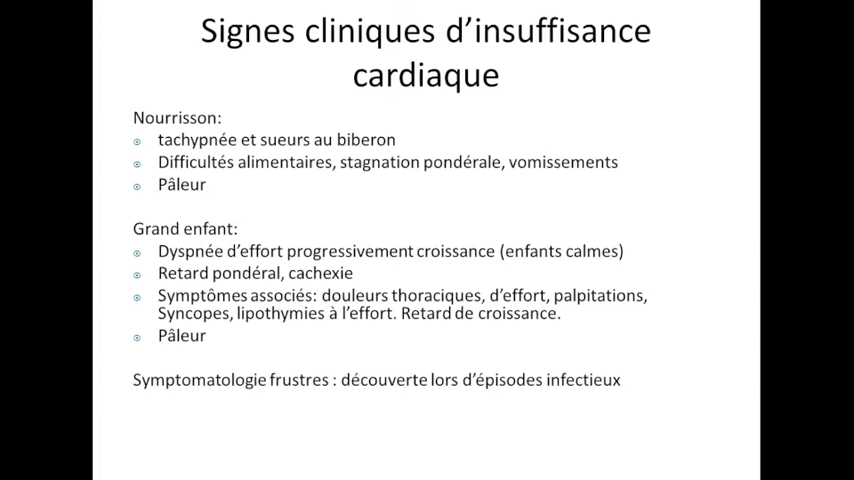 Signes cliniques d’insuffisance
cardiaque
Nourrisson:
tachypnée et sueurs au biberon
Difficultés alimentaires, stagnation pondérale, vomissements
Pâleur
Grand enfant:
Dyspnée d’effort progressivement croissance (enfants calmes)
Retard pondéral, cachexie
Symptômes associés: douleurs thoraciques, d’effort, palpitations,
Syncopes, lipothymies à l’effort. Retard de croissance.
Pâleur
Symptomatologie frustres : découverte lors d’épisodes infectieux